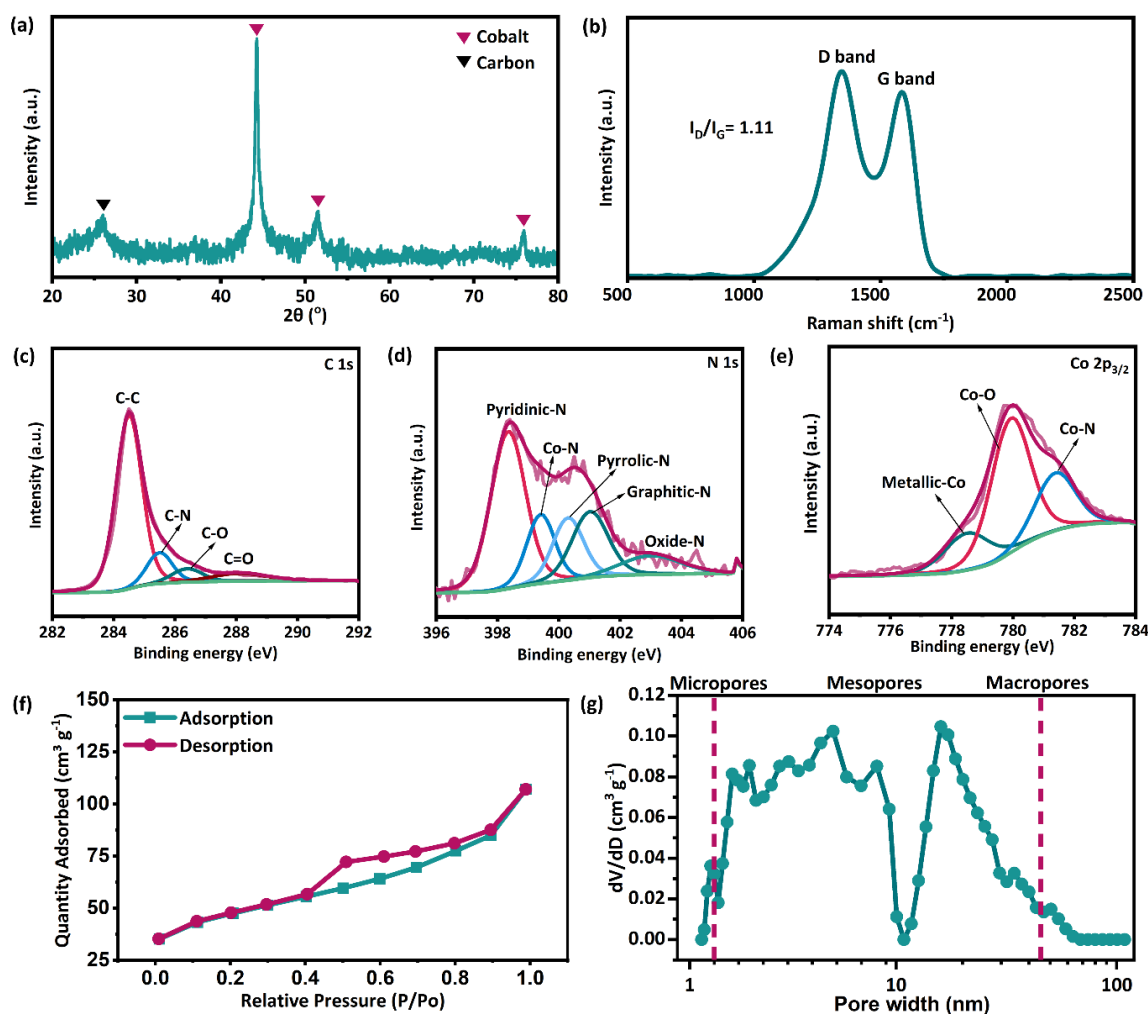 (a)
Cobalt
Carbon
Intensity (a.u.)
20 30 40 50 60 70 80
2θ (°)
(b)
D band
G band
I_D/I_G= 1.11
Intensity (a.u.)
500 1000 1500 2000 2500
Raman shift (cm⁻¹)
(c)
C 1s
C-C
C-N
C-O
C=O
Intensity (a.u.)
282 284 286 288 290 292
Binding energy (eV)
(d)
N 1s
Pyridinic-N
Co-N
Pyrrolic-N
Graphitic-N
Oxide-N
Intensity (a.u.)
396 398 400 402 404 406
Binding energy (eV)
(e)
Co 2p₃/₂
Co-O
Co-N
Metallic-Co
Intensity (a.u.)
774 776 778 780 782 784
Binding energy (eV)
(f)
Adsorption
Desorption
Quantity Adsorbed (cm³ g⁻¹)
150
125
100
75
50
25
0.0 0.2 0.4 0.6 0.8 1.0
Relative Pressure (P/Po)
(g)
Micropores Mesopores Macropores
dV/dD (cm³ g⁻¹)
0.12
0.10
0.08
0.06
0.04
0.02
0.00
1 10 100
Pore width (nm)